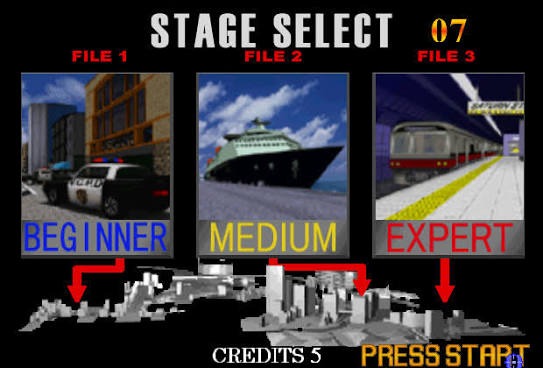 STAGE SELECT 07
FILE 1 FILE 2 FILE 3
V.C.P.D
BEGINNER MEDIUM EXPERT
CREDITS 5 PRESS START